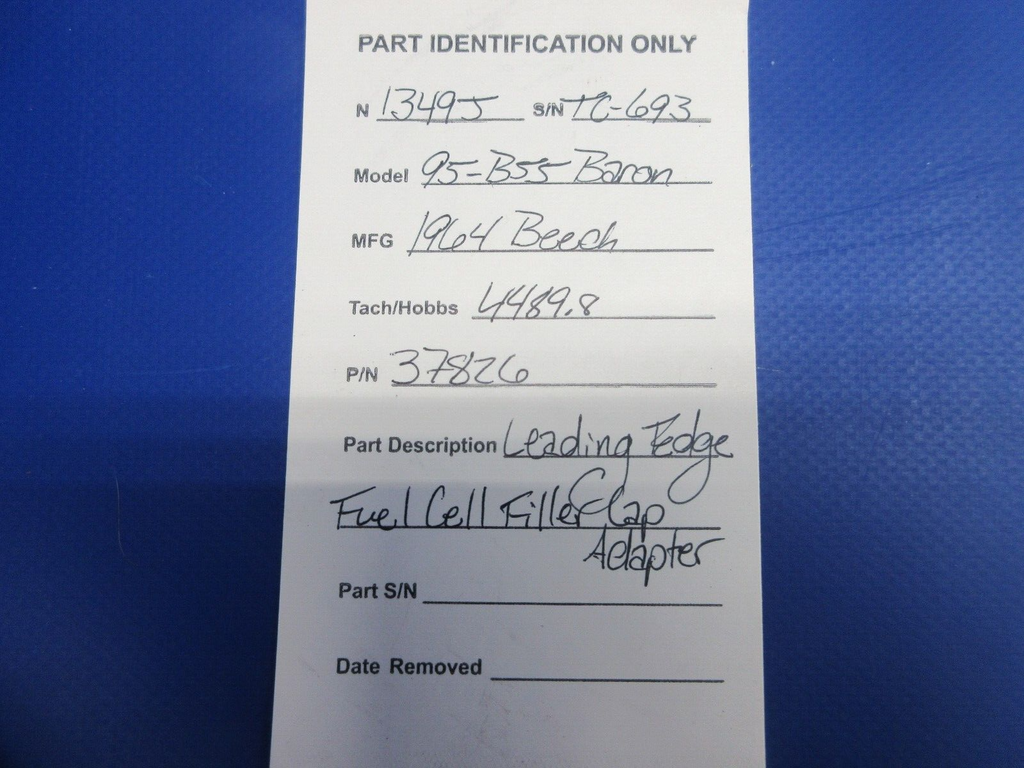 PART IDENTIFICATION ONLY
N 1349J S/N TC-693
Model 95-B55 Baron
MFG 1964 Beech
Tach/Hobbs 4489.8
P/N 37826
Part Description Leading Edge
Fuel Cell Filler Cap
Adapter
Part S/N
Date Removed